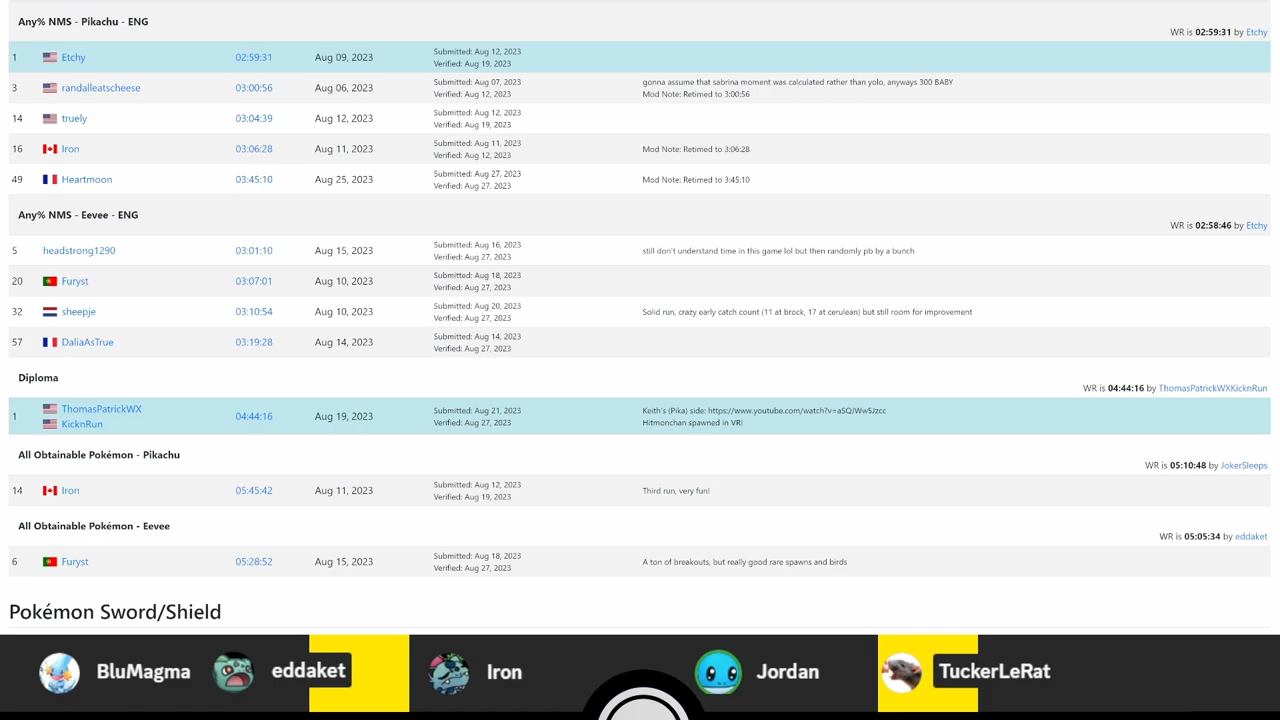 Any% NMS - Pikachu - ENG
WR is 02:59:31 by Etchy
1 Etchy 02:59:31 Aug 09, 2023 Submitted: Aug 12, 2023
Verified: Aug 19, 2023
3 randalleatscheese 03:00:56 Aug 06, 2023 Submitted: Aug 07, 2023 gonna assume that sabrina moment was calculated rather than yolo, anyways 300 BABY
Verified: Aug 12, 2023 Mod Note: Retimed to 3:00:56
14 truely 03:04:39 Aug 12, 2023 Submitted: Aug 12, 2023
Verified: Aug 19, 2023
16 Iron 03:06:28 Aug 11, 2023 Submitted: Aug 11, 2023
Verified: Aug 12, 2023 Mod Note: Retimed to 3:06:28
49 Heartmoon 03:45:10 Aug 25, 2023 Submitted: Aug 27, 2023
Verified: Aug 27, 2023 Mod Note: Retimed to 3:45:10
Any% NMS - Eevee - ENG
WR is 02:58:46 by Etchy
5 headstrong1290 03:01:10 Aug 15, 2023 Submitted: Aug 16, 2023
Verified: Aug 27, 2023 still don't understand time in this game lol but then randomly pb by a bunch
20 Furyst 03:07:01 Aug 10, 2023 Submitted: Aug 18, 2023
Verified: Aug 27, 2023
32 sheepje 03:10:54 Aug 10, 2023 Submitted: Aug 20, 2023
Verified: Aug 27, 2023 Solid run, crazy early catch count (11 at brock, 17 at cerulean) but still room for improvement
57 DaliaAsTrue 03:19:28 Aug 14, 2023 Submitted: Aug 14, 2023
Verified: Aug 27, 2023
Diploma
WR is 04:44:16 by ThomasPatrickWXKicknRun
1 ThomasPatrickWX 04:44:16 Aug 19, 2023 Submitted: Aug 21, 2023 Keith's (Pika) side: https://www.youtube.com/watch?v=aSQJWw5Jzcc
KicknRun Verified: Aug 27, 2023 Hitmonchan spawned in VR!
All Obtainable Pokémon - Pikachu
WR is 05:10:48 by JokerSleeps
14 Iron 05:45:42 Aug 11, 2023 Submitted: Aug 12, 2023
Verified: Aug 19, 2023 Third run, very fun!
All Obtainable Pokémon - Eevee
WR is 05:05:34 by eddaket
6 Furyst 05:28:52 Aug 15, 2023 Submitted: Aug 18, 2023
Verified: Aug 27, 2023 A ton of breakouts, but really good rare spawns and birds
Pokémon Sword/Shield
BluMagma eddaket Iron Jordan TuckerLeRat